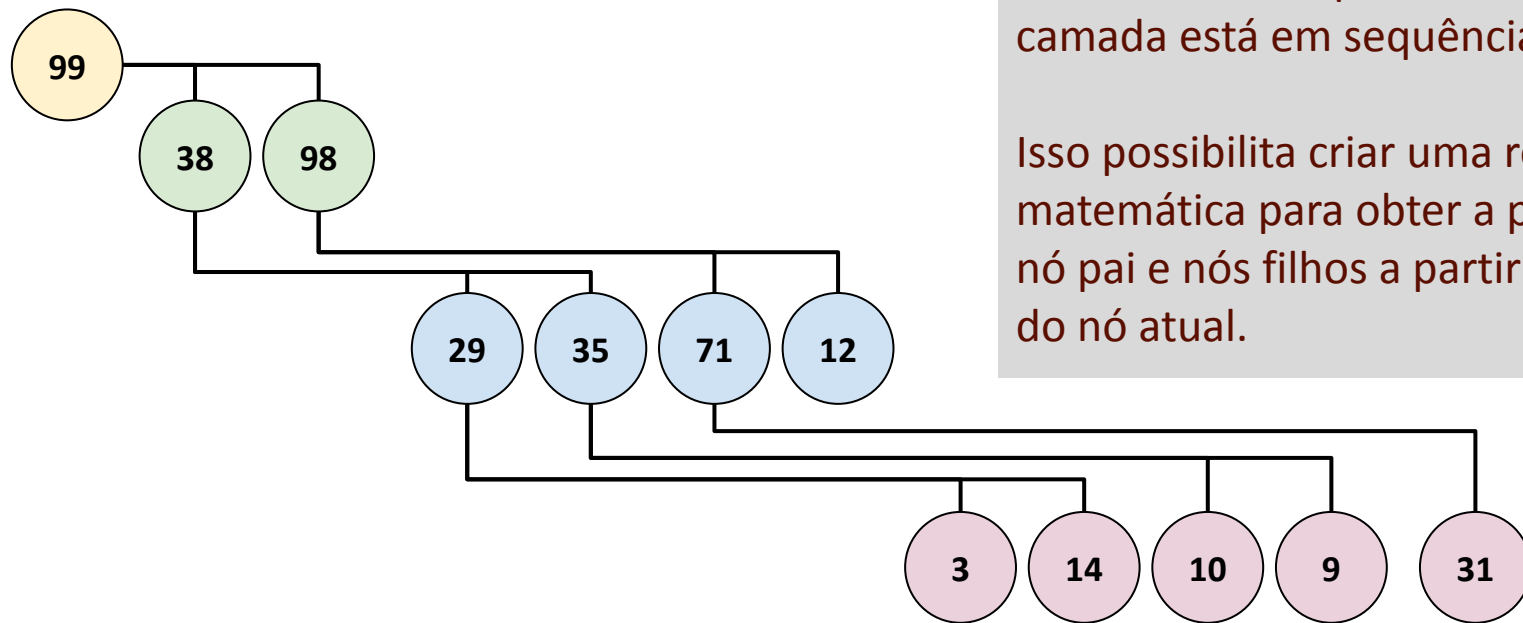 camada está em sequência
Isso possibilita criar uma
matemática para obter a
nó pai e nós filhos a partir
do nó atual.
99
38 98
29 35 71 12
3 14 10 9 31